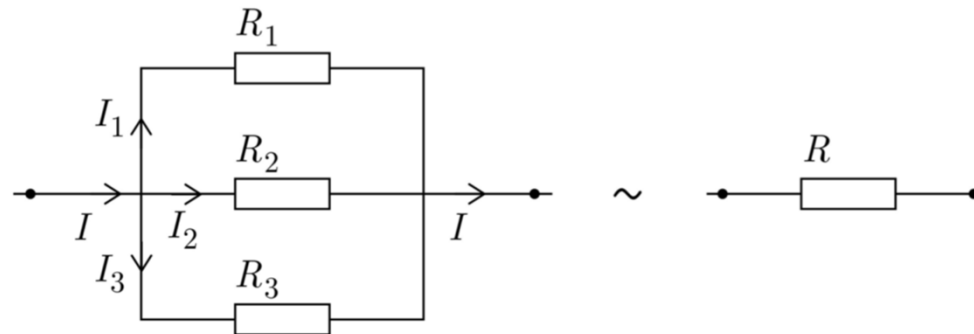 R₁
I₁
R₂
R
I
I₂
I
I₃
R₃